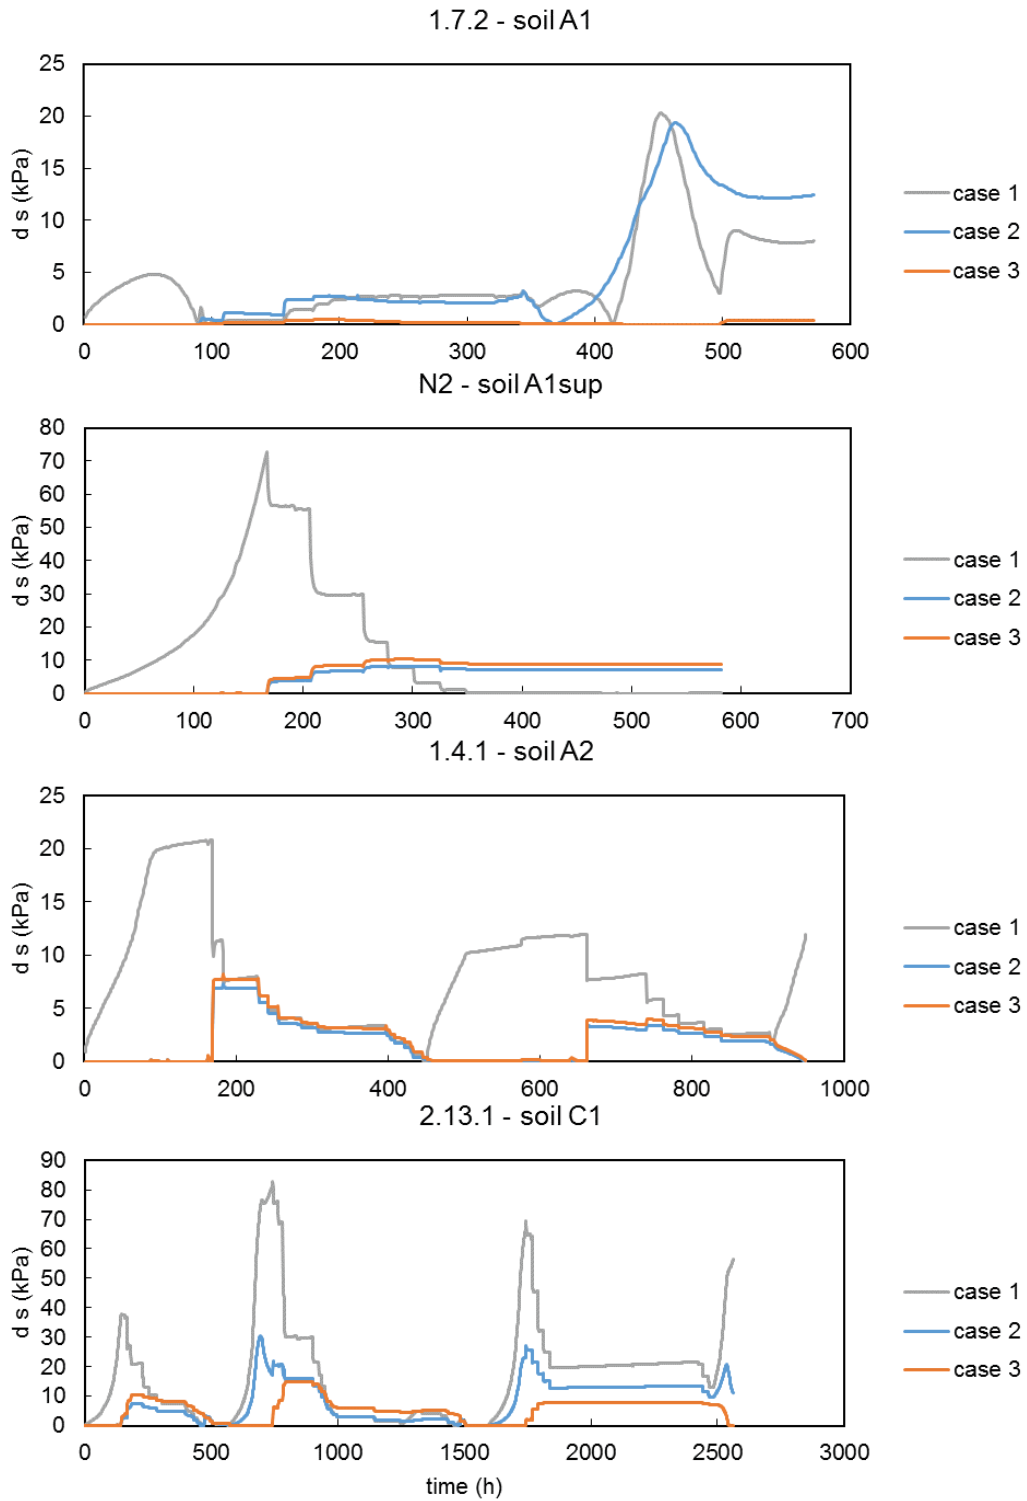 1.7.2 - soil A1
25
20
15
10
5
0
d s (kPa)
0 100 200 300 400 500 600
case 1
case 2
case 3
N2 - soil A1sup
80
70
60
50
40
30
20
10
0
d s (kPa)
0 100 200 300 400 500 600 700
case 1
case 2
case 3
1.4.1 - soil A2
25
20
15
10
5
0
d s (kPa)
0 200 400 600 800 1000
case 1
case 2
case 3
2.13.1 - soil C1
90
80
70
60
50
40
30
20
10
0
d s (kPa)
0 500 1000 1500 2000 2500 3000
time (h)
case 1
case 2
case 3